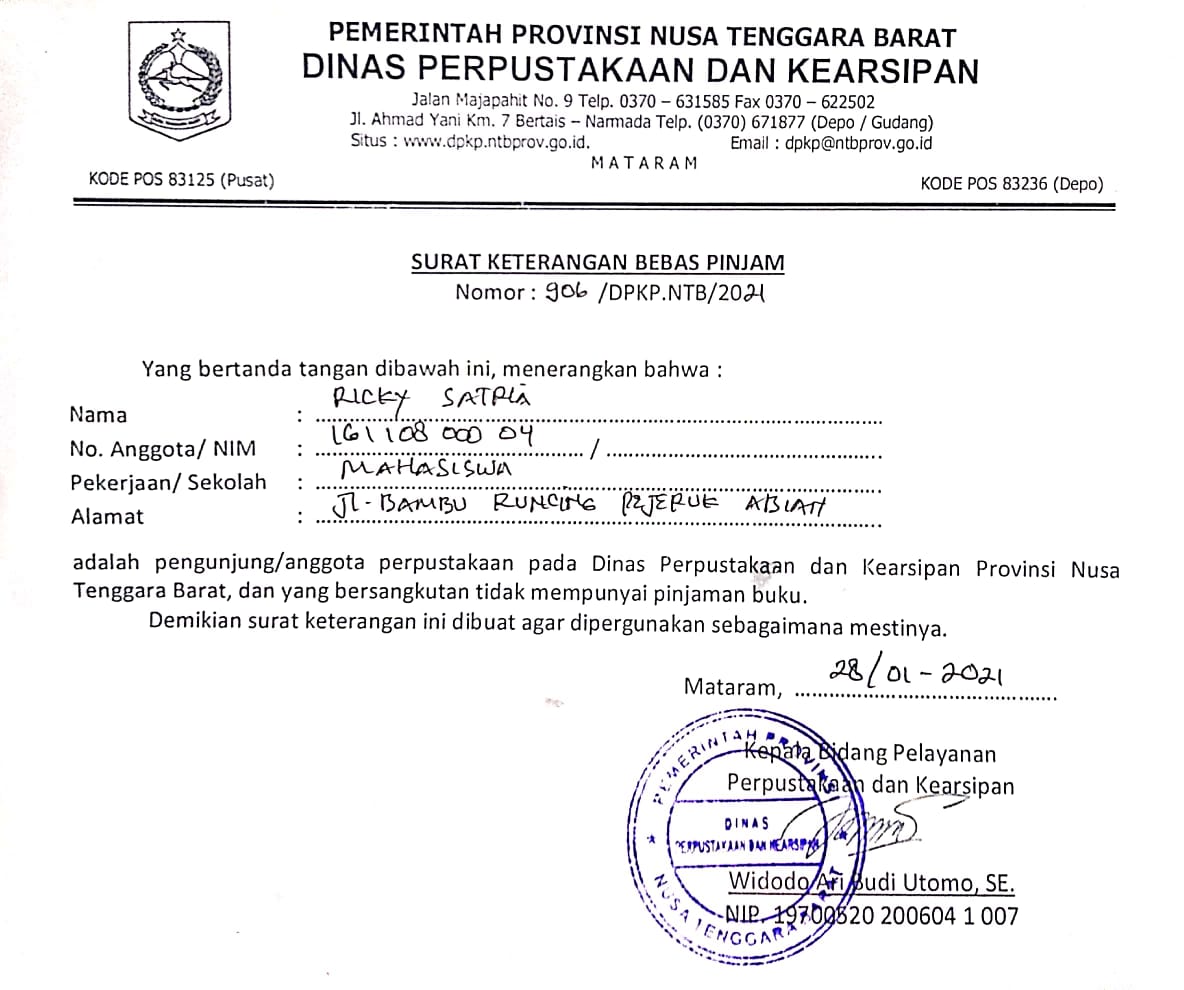 PEMERINTAH PROVINSI NUSA TENGGARA BARAT
DINAS PERPUSTAKAAN DAN KEARSIPAN
Jalan Majapahit No. 9 Telp. 0370 – 631585 Fax 0370 – 622502
Jl. Ahmad Yani Km. 7 Bertais – Narmada Telp. (0370) 671877 (Depo / Gudang)
Situs : www.dpkp.ntbprov.go.id. Email : dpkp@ntbprov.go.id
MATARAM
KODE POS 83125 (Pusat) KODE POS 83236 (Depo)
SURAT KETERANGAN BEBAS PINJAM
Nomor : 906 /DPKP.NTB/2021
Yang bertanda tangan dibawah ini, menerangkan bahwa :
Nama : RICKY SATRIA
No. Anggota/ NIM : 161108 000 04 /
Pekerjaan/ Sekolah : MAHASISWA
Alamat : Jl-BAMBU RUNCING PEJERUK ABIAN
adalah pengunjung/anggota perpustakaan pada Dinas Perpustakaan dan Kearsipan Provinsi Nusa
Tenggara Barat, dan yang bersangkutan tidak mempunyai pinjaman buku.
Demikian surat keterangan ini dibuat agar dipergunakan sebagaimana mestinya.
Mataram, 28/01-2021
Kepala Bidang Pelayanan
Perpustakaan dan Kearsipan
PEMERINTAH PROVINSI
DINAS
PERPUSTAKAAN DAN KEARSIPAN
NUSA TENGGARA BARAT
Widodo Ari Budi Utomo, SE.
NIP. 19700520 200604 1 007